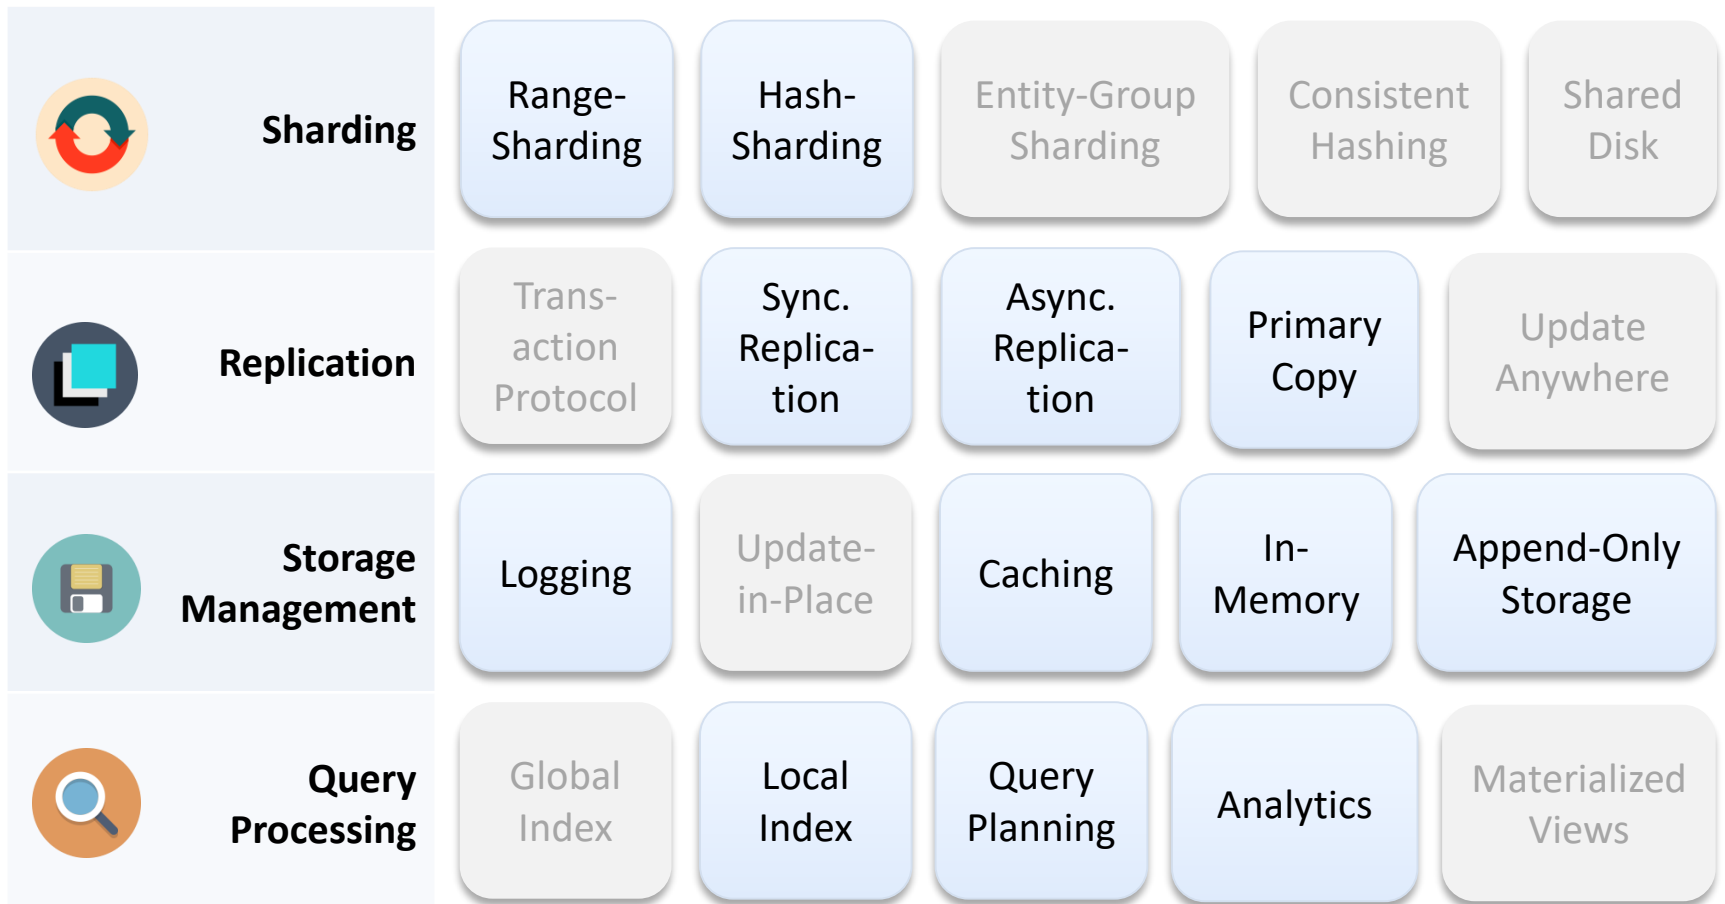 Sharding
Range-
Sharding
Hash-
Sharding
Entity-Group
Sharding
Consistent
Hashing
Shared
Disk
Replication
Trans-
action
Protocol
Sync.
Replica-
tion
Async.
Replica-
tion
Primary
Copy
Update
Anywhere
Storage
Management
Logging
Update-
in-Place
Caching
In-
Memory
Append-Only
Storage
Query
Processing
Global
Index
Local
Index
Query
Planning
Analytics
Materialized
Views